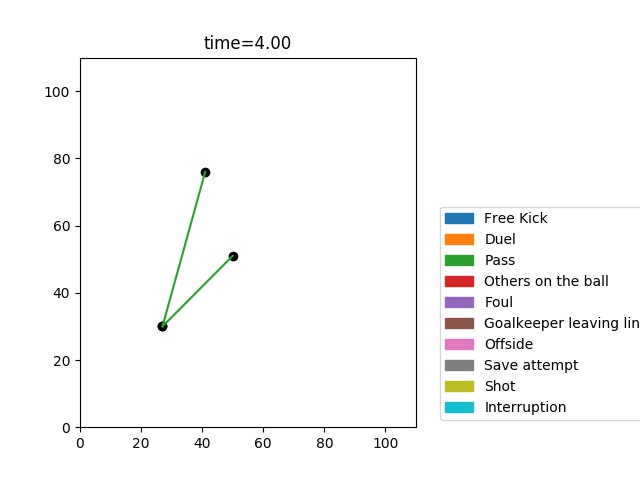 time=4.00
100
80
60
40
20
0
0 20 40 60 80 100
Free Kick
Duel
Pass
Others on the ball
Foul
Goalkeeper leaving lin
Offside
Save attempt
Shot
Interruption